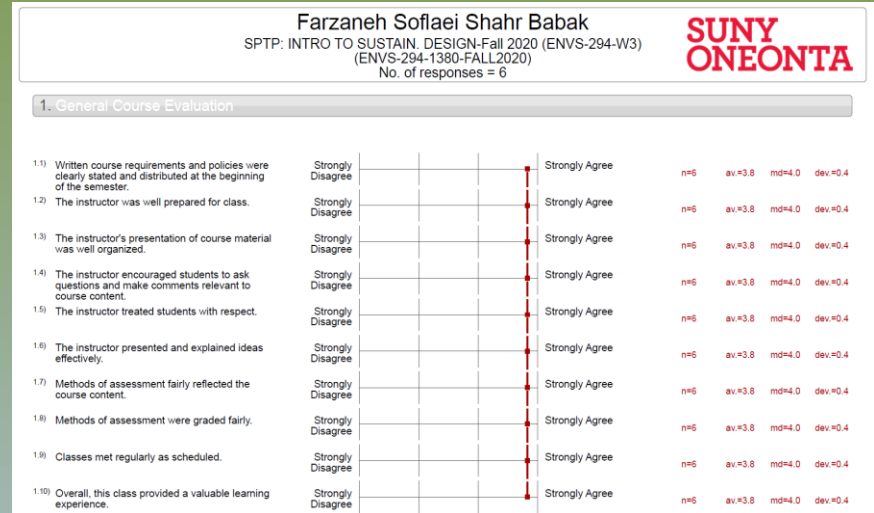 Farzaneh Soflaei Shahr Babak
SPTP: INTRO TO SUSTAIN. DESIGN-Fall 2020 (ENVS-294-W3)
(ENVS-294-1380-FALL2020)
No. of responses = 6
SUNY
ONEONTA
1. General Course Evaluation
1.1) Written course requirements and policies were
clearly stated and distributed at the beginning
of the semester.
Strongly
Disagree
Strongly Agree
n=6 av.=3.8 md=4.0 dev.=0.4
1.2) The instructor was well prepared for class.
Strongly
Disagree
Strongly Agree
n=6 av.=3.8 md=4.0 dev.=0.4
1.3) The instructor's presentation of course material
was well organized.
Strongly
Disagree
Strongly Agree
n=6 av.=3.8 md=4.0 dev.=0.4
1.4) The instructor encouraged students to ask
questions and make comments relevant to
course content.
Strongly
Disagree
Strongly Agree
n=6 av.=3.8 md=4.0 dev.=0.4
1.5) The instructor treated students with respect.
Strongly
Disagree
Strongly Agree
n=6 av.=3.8 md=4.0 dev.=0.4
1.6) The instructor presented and explained ideas
effectively.
Strongly
Disagree
Strongly Agree
n=6 av.=3.8 md=4.0 dev.=0.4
1.7) Methods of assessment fairly reflected the
course content.
Strongly
Disagree
Strongly Agree
n=6 av.=3.8 md=4.0 dev.=0.4
1.8) Methods of assessment were graded fairly.
Strongly
Disagree
Strongly Agree
n=6 av.=3.8 md=4.0 dev.=0.4
1.9) Classes met regularly as scheduled.
Strongly
Disagree
Strongly Agree
n=6 av.=3.8 md=4.0 dev.=0.4
1.10) Overall, this class provided a valuable learning
experience.
Strongly
Disagree
Strongly Agree
n=6 av.=3.8 md=4.0 dev.=0.4